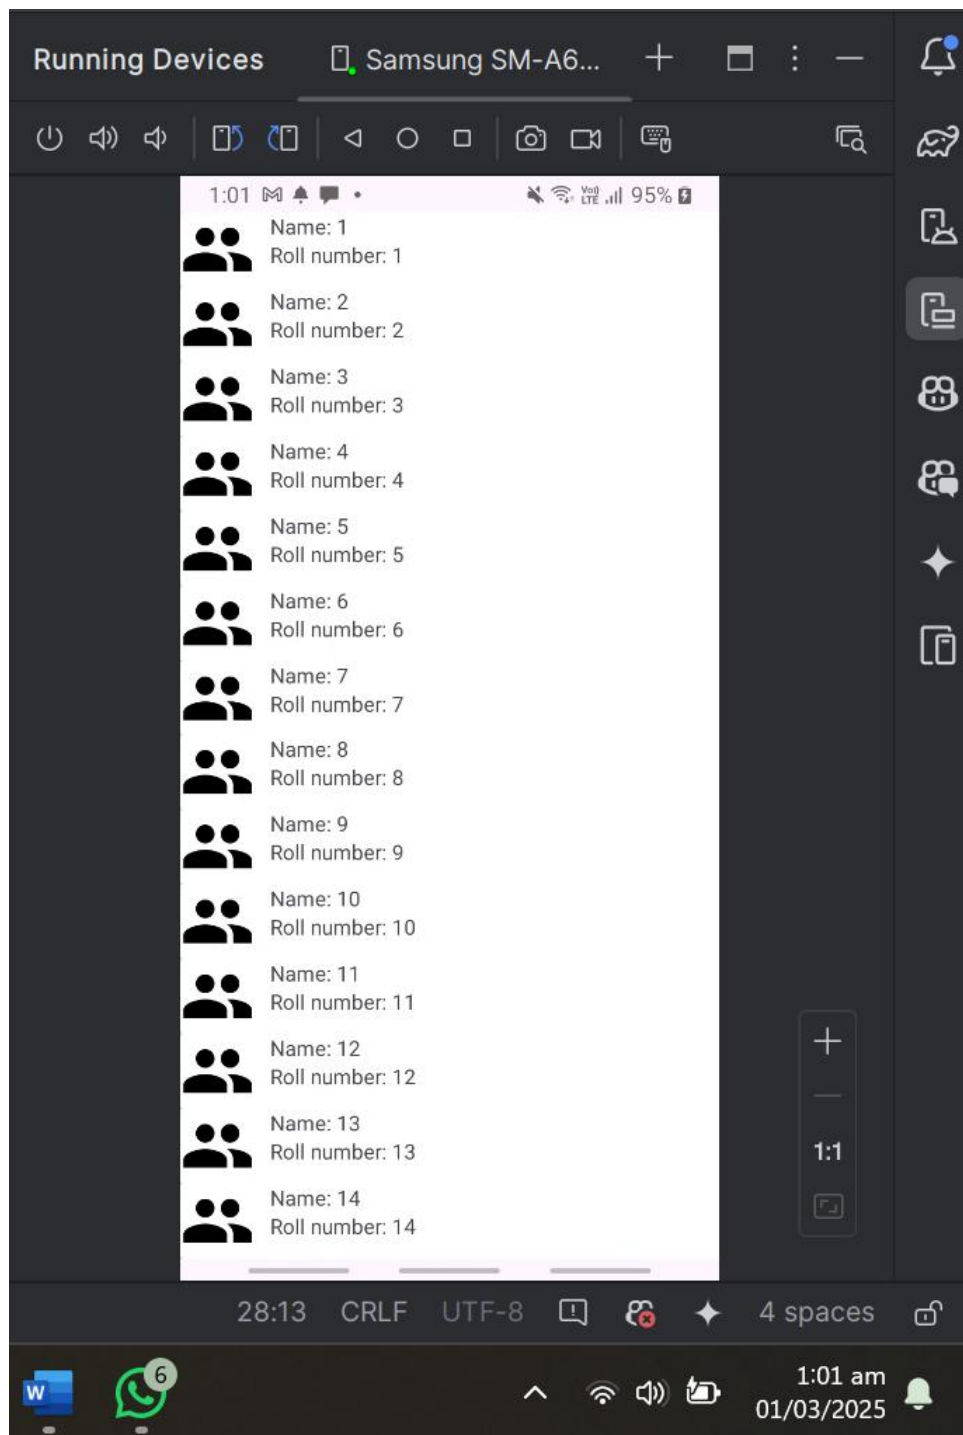 Running Devices
Samsung SM-A6...
1:01
Vo)) LTE 95%
Name: 1
Roll number: 1
Name: 2
Roll number: 2
Name: 3
Roll number: 3
Name: 4
Roll number: 4
Name: 5
Roll number: 5
Name: 6
Roll number: 6
Name: 7
Roll number: 7
Name: 8
Roll number: 8
Name: 9
Roll number: 9
Name: 10
Roll number: 10
Name: 11
Roll number: 11
Name: 12
Roll number: 12
Name: 13
Roll number: 13
Name: 14
Roll number: 14
1:1
28:13 CRLF UTF-8 4 spaces
W
6
1:01 am
01/03/2025